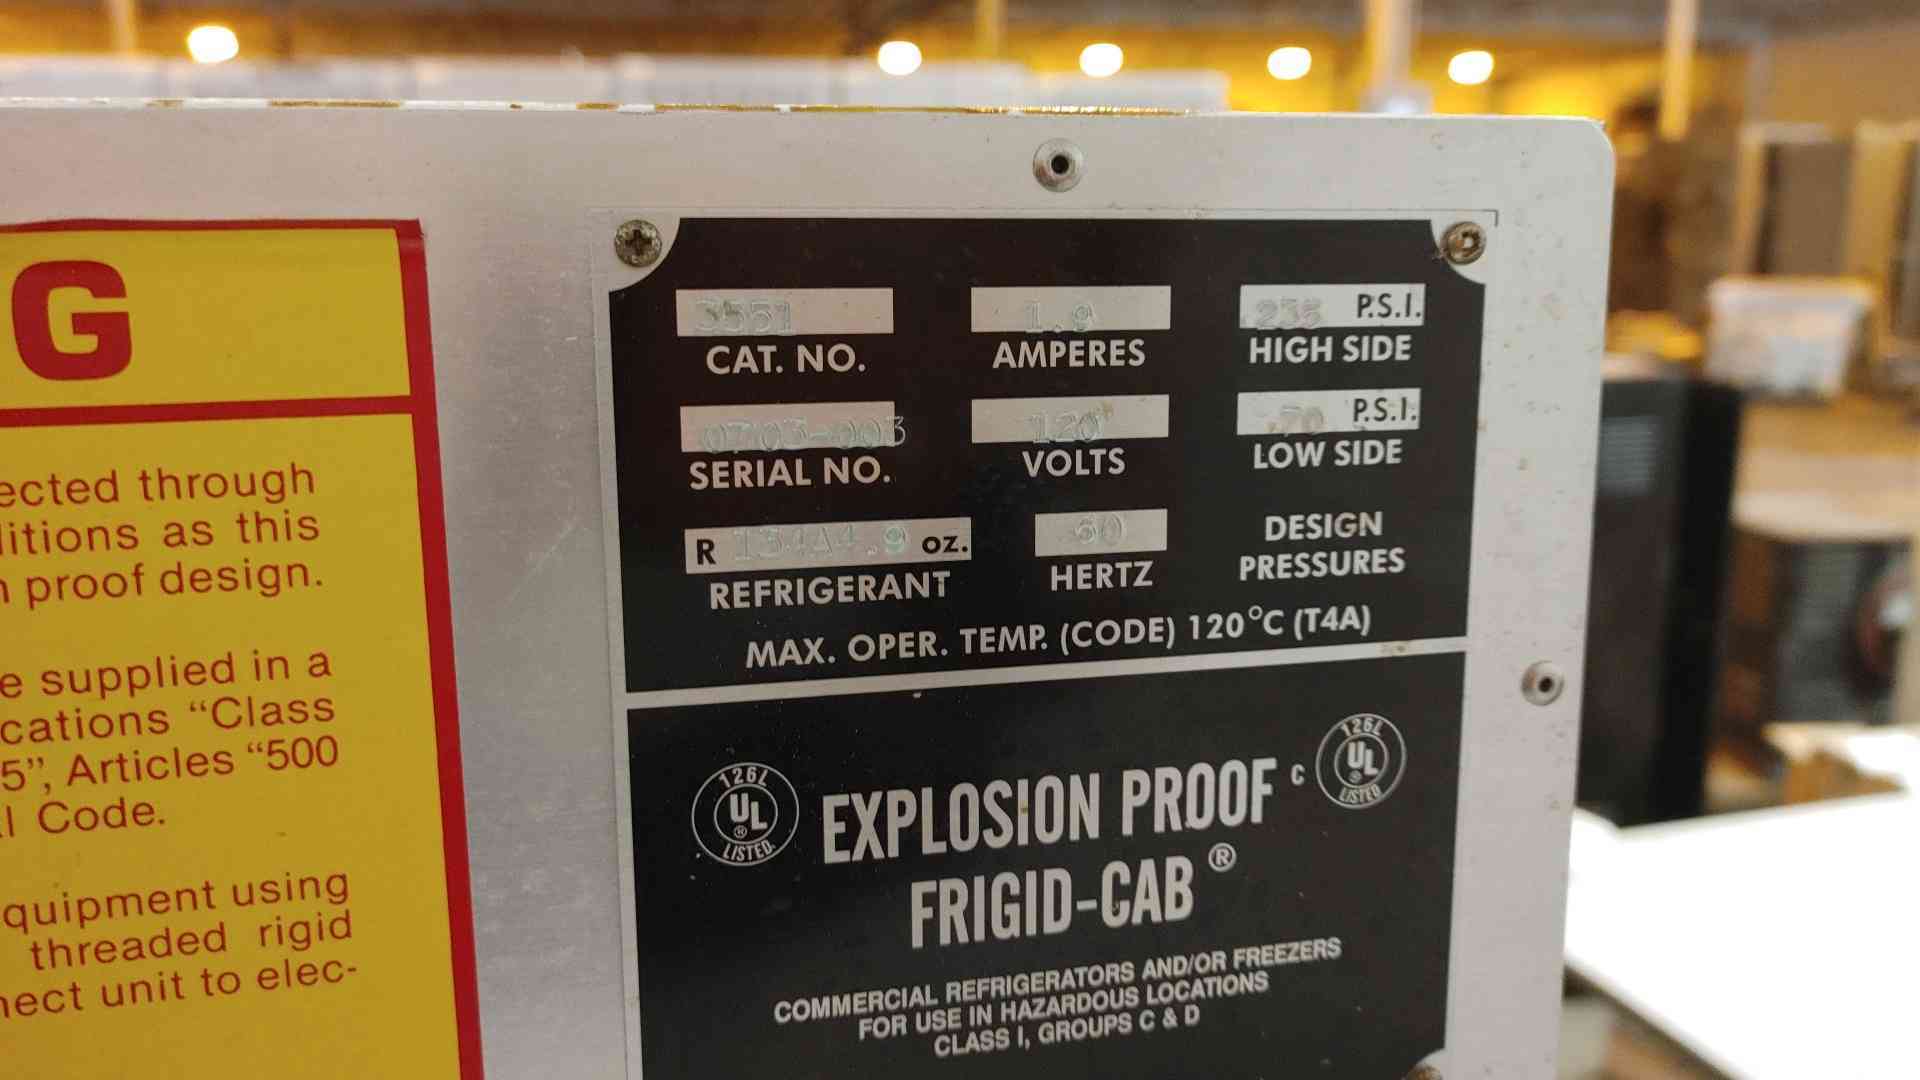 G
ected through
litions as this
n proof design.
e supplied in a
cations “Class
5”, Articles “500
l Code.
quipment using
threaded rigid
nect unit to elec-
3551
CAT. NO.
1.9
AMPERES
235 P.S.I.
HIGH SIDE
0703-003
SERIAL NO.
120
VOLTS
70 P.S.I.
LOW SIDE
R 134A4.9 OZ.
REFRIGERANT
60
HERTZ
DESIGN
PRESSURES
MAX. OPER. TEMP. (CODE) 120°C (T4A)
126L
UL
®
LISTED
EXPLOSION PROOF
FRIGID-CAB®
C
126L
UL
®
LISTED
COMMERCIAL REFRIGERATORS AND/OR FREEZERS
FOR USE IN HAZARDOUS LOCATIONS
CLASS I, GROUPS C & D